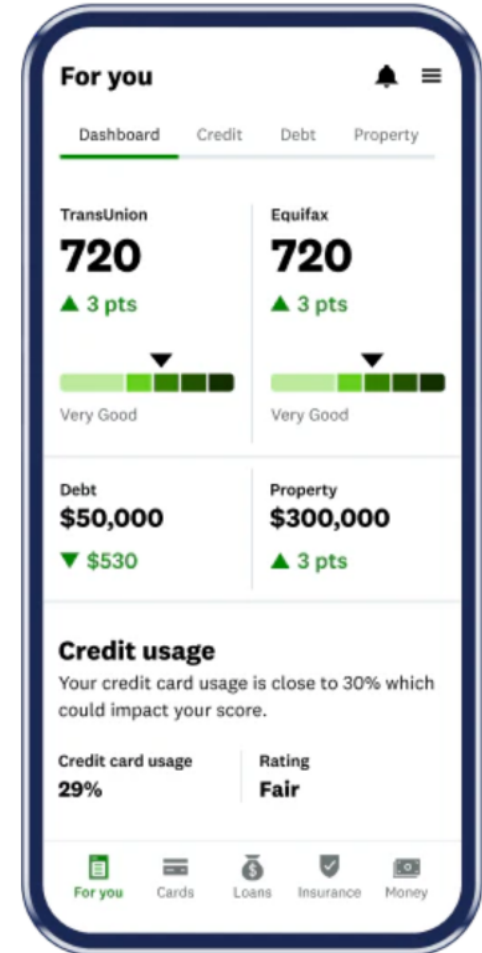 For you
Dashboard Credit Debt Property
TransUnion
720
▲ 3 pts
Very Good
Equifax
720
▲ 3 pts
Very Good
Debt
$50,000
▼ $530
Property
$300,000
▲ 3 pts
Credit usage
Your credit card usage is close to 30% which
could impact your score.
Credit card usage
29%
Rating
Fair
For you Cards Loans Insurance Money